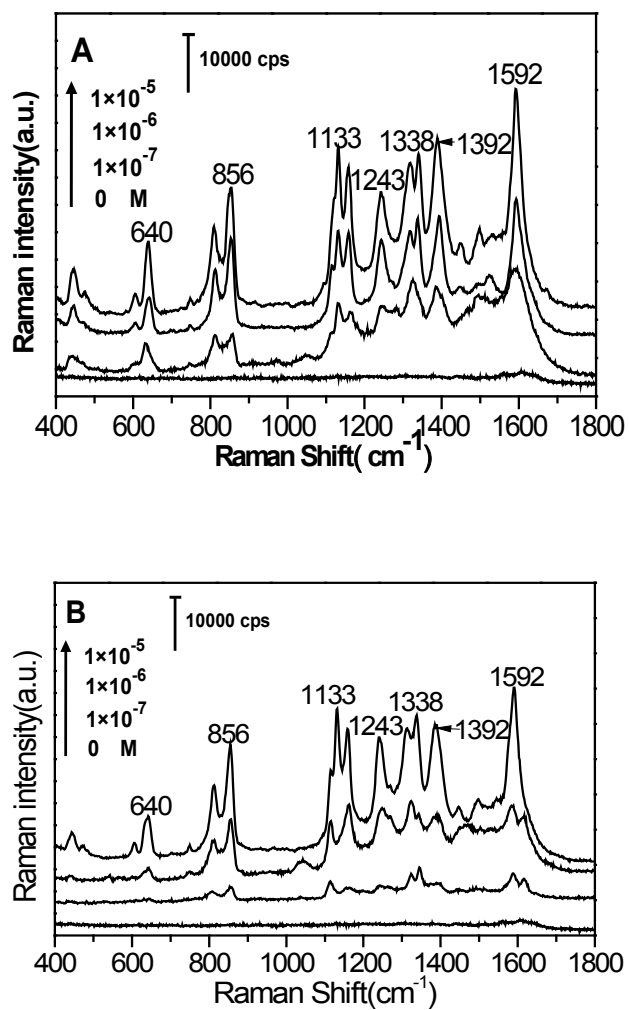 A
10000 cps
1×10⁻⁵
1×10⁻⁶
1×10⁻⁷
0 M
640
856
1133
1243
1338
1392
1592
Raman intensity(a.u.)
400 600 800 1000 1200 1400 1600 1800
Raman Shift( cm⁻¹)
B
10000 cps
1×10⁻⁵
1×10⁻⁶
1×10⁻⁷
0 M
640
856
1133
1243
1338
1392
1592
Raman intensity(a.u.)
400 600 800 1000 1200 1400 1600 1800
Raman Shift(cm⁻¹)